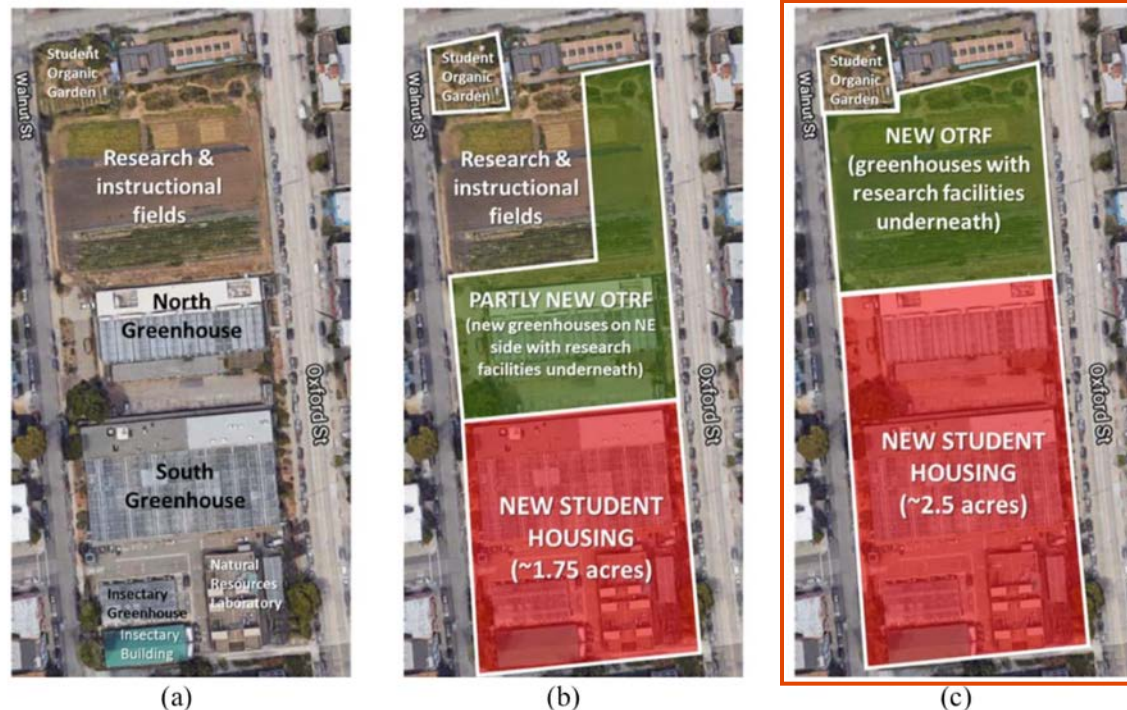 Student
Organic
Garden
Walnut St
Research &
instructional
fields
North
Greenhouse
Oxford St
South
Greenhouse
Natural
Resources
Laboratory
Insectary
Greenhouse
Insectary
Building
(a)
Student
Organic
Garden
Walnut St
Research &
instructional
fields
PARTLY NEW OTRF
(new greenhouses on NE
side with research
facilities underneath)
Oxford St
NEW STUDENT
HOUSING
(~1.75 acres)
(b)
Student
Organic
Garden
Walnut St
NEW OTRF
(greenhouses with
research facilities
underneath)
Oxford St
NEW STUDENT
HOUSING
(~2.5 acres)
(c)